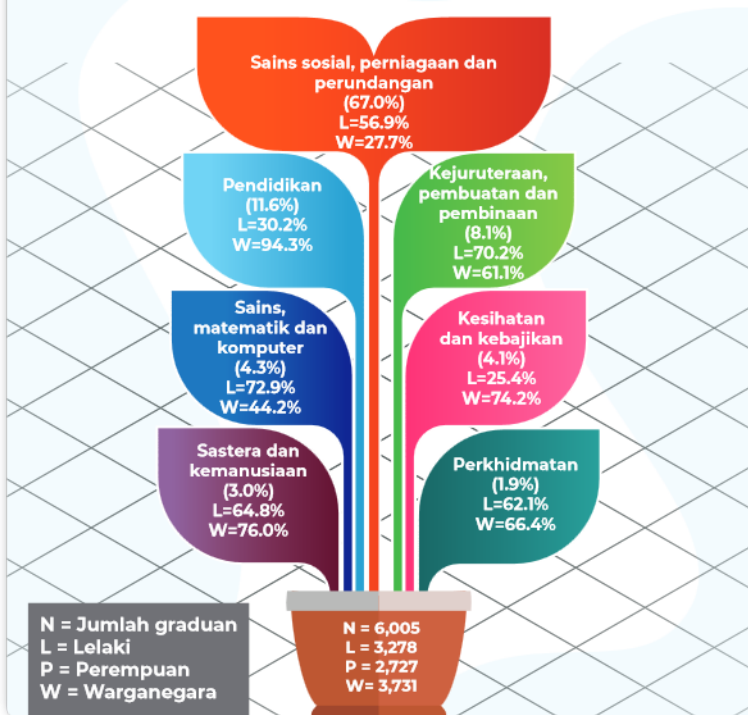 Sains sosial, perniagaan dan
perundangan
(67.0%)
L=56.9%
W=27.7%
Pendidikan
(11.6%)
L=30.2%
W=94.3%
Kejuruteraan,
pembuatan dan
pembinaan
(8.1%)
L=70.2%
W=61.1%
Sains,
matematik dan
komputer
(4.3%)
L=72.9%
W=44.2%
Kesihatan
dan kebajikan
(4.1%)
L=25.4%
W=74.2%
Sastera dan
kemanusiaan
(3.0%)
L=64.8%
W=76.0%
Perkhidmatan
(1.9%)
L=62.1%
W=66.4%
N = Jumlah graduan
L = Lelaki
P = Perempuan
W = Warganegara
N = 6,005
L = 3,278
P = 2,727
W= 3,731